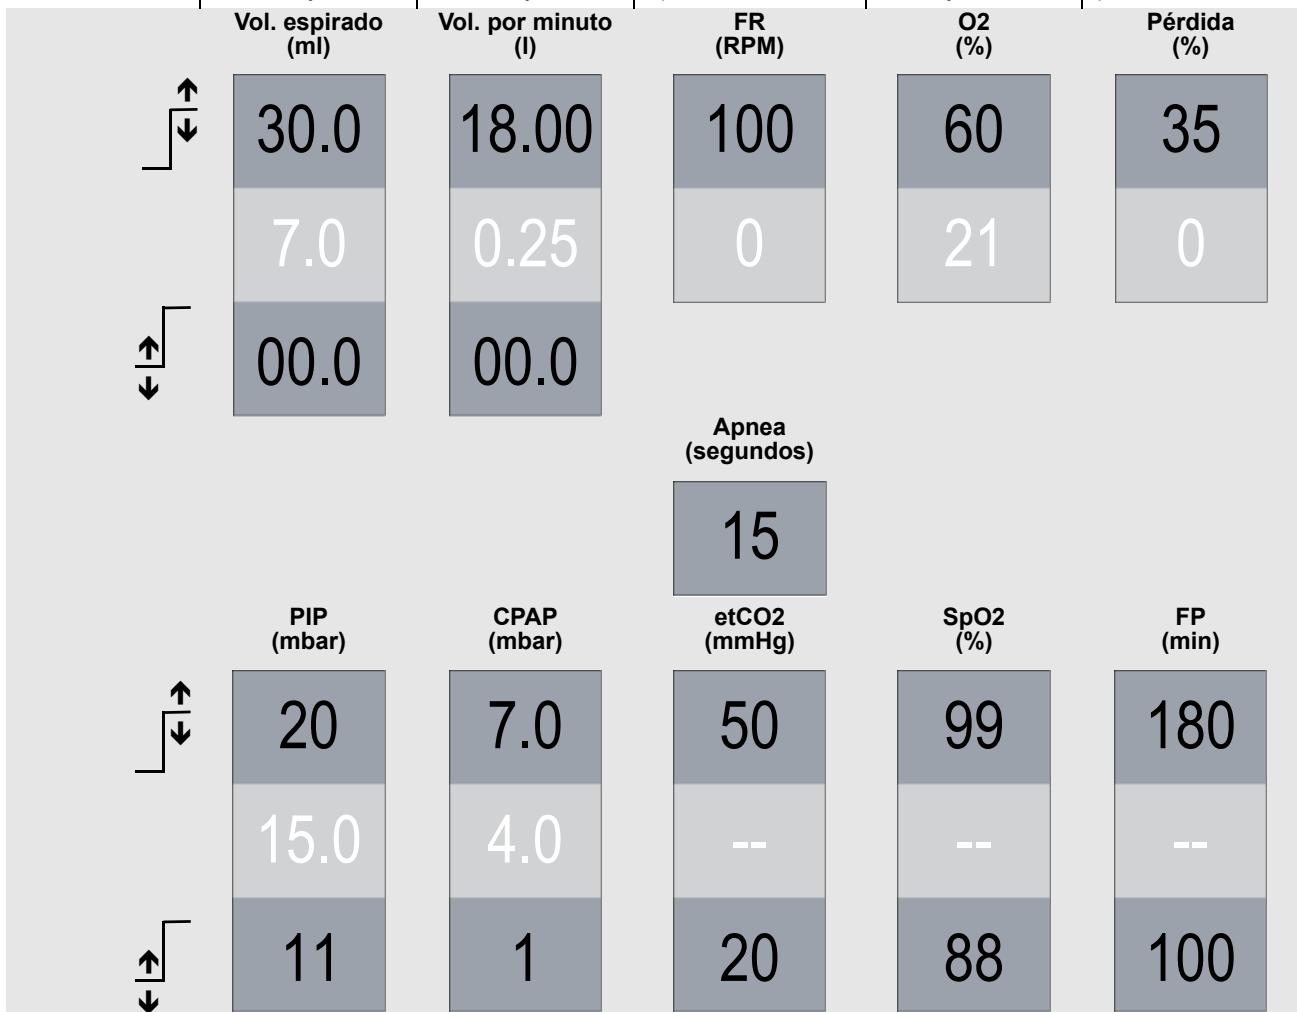 Vol. espirado Vol. por minuto FR O2 Pérdida
(ml) (l) (RPM) (%) (%)
30.0 18.00 100 60 35
7.0 0.25 0 21 0
00.0 00.0
Apnea
(segundos)
15
PIP CPAP etCO2 SpO2 FP
(mbar) (mbar) (mmHg) (%) (min)
20 7.0 50 99 180
15.0 4.0 -- -- --
11 1 20 88 100